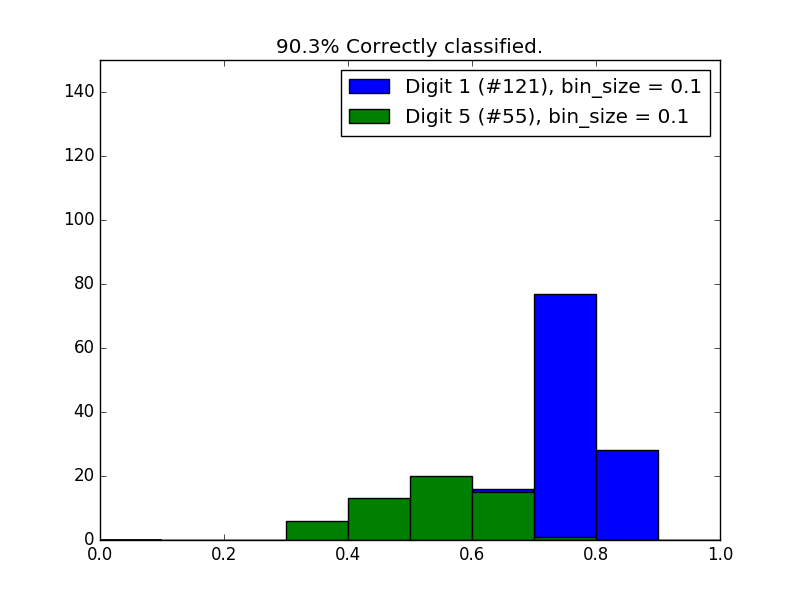 90.3% Correctly classified.
Digit 1 (#121), bin_size = 0.1
Digit 5 (#55), bin_size = 0.1
140
120
100
80
60
40
20
0
0.0 0.2 0.4 0.6 0.8 1.0